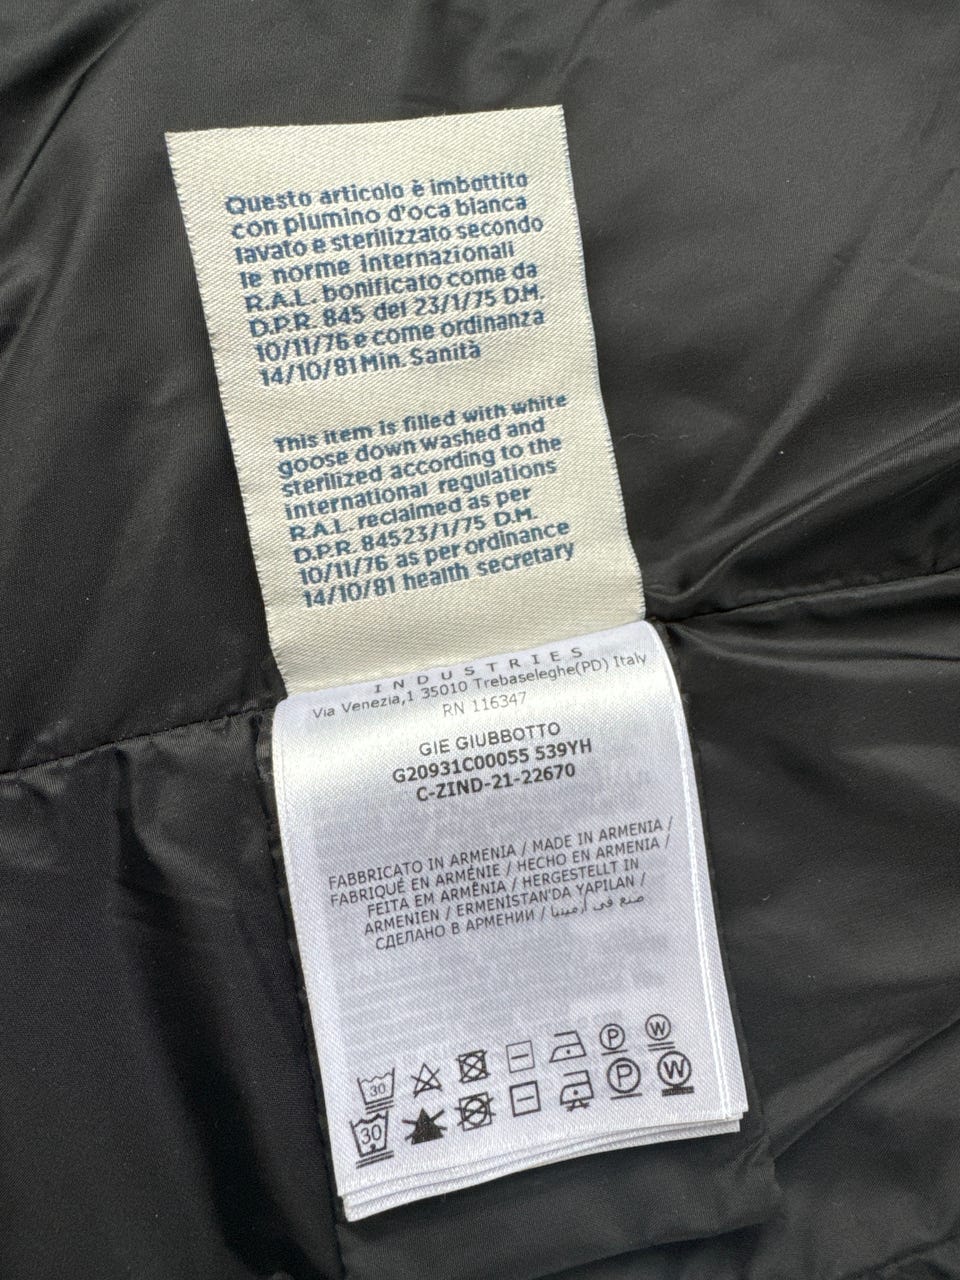 Questo articolo è imbottito
con piumino d'oca bianca
lavato e sterilizzato secondo
le norme internazionali
R.A.L. bonificato come da
D.P.R. 845 del 23/1/75 D.M.
10/11/76 e come ordinanza
14/10/81 Min. Sanità
This item is filled with white
goose down washed and
sterilized according to the
international regulations
R.A.L. reclaimed as per
D.P.R. 84523/1/75 D.M.
10/11/76 as per ordinance
14/10/81 health secretary
INDUSTRIES
Via Venezia,1 35010 Trebaseleghe(PD) Italy
RN 116347
GIE GIUBBOTTO
G20931C00055 539YH
C-ZIND-21-22670
FABBRICATO IN ARMENIA / MADE IN ARMENIA /
FABRIQUÉ EN ARMÉNIE / HECHO EN ARMENIA /
FEITA EM ARMÊNIA / HERGESTELLT IN
ARMENIEN / ERMENISTAN'DA YAPILAN /
СДЕЛАНО В АРМЕНИИ / صنع في أرمينيا
30 P W
30 P W